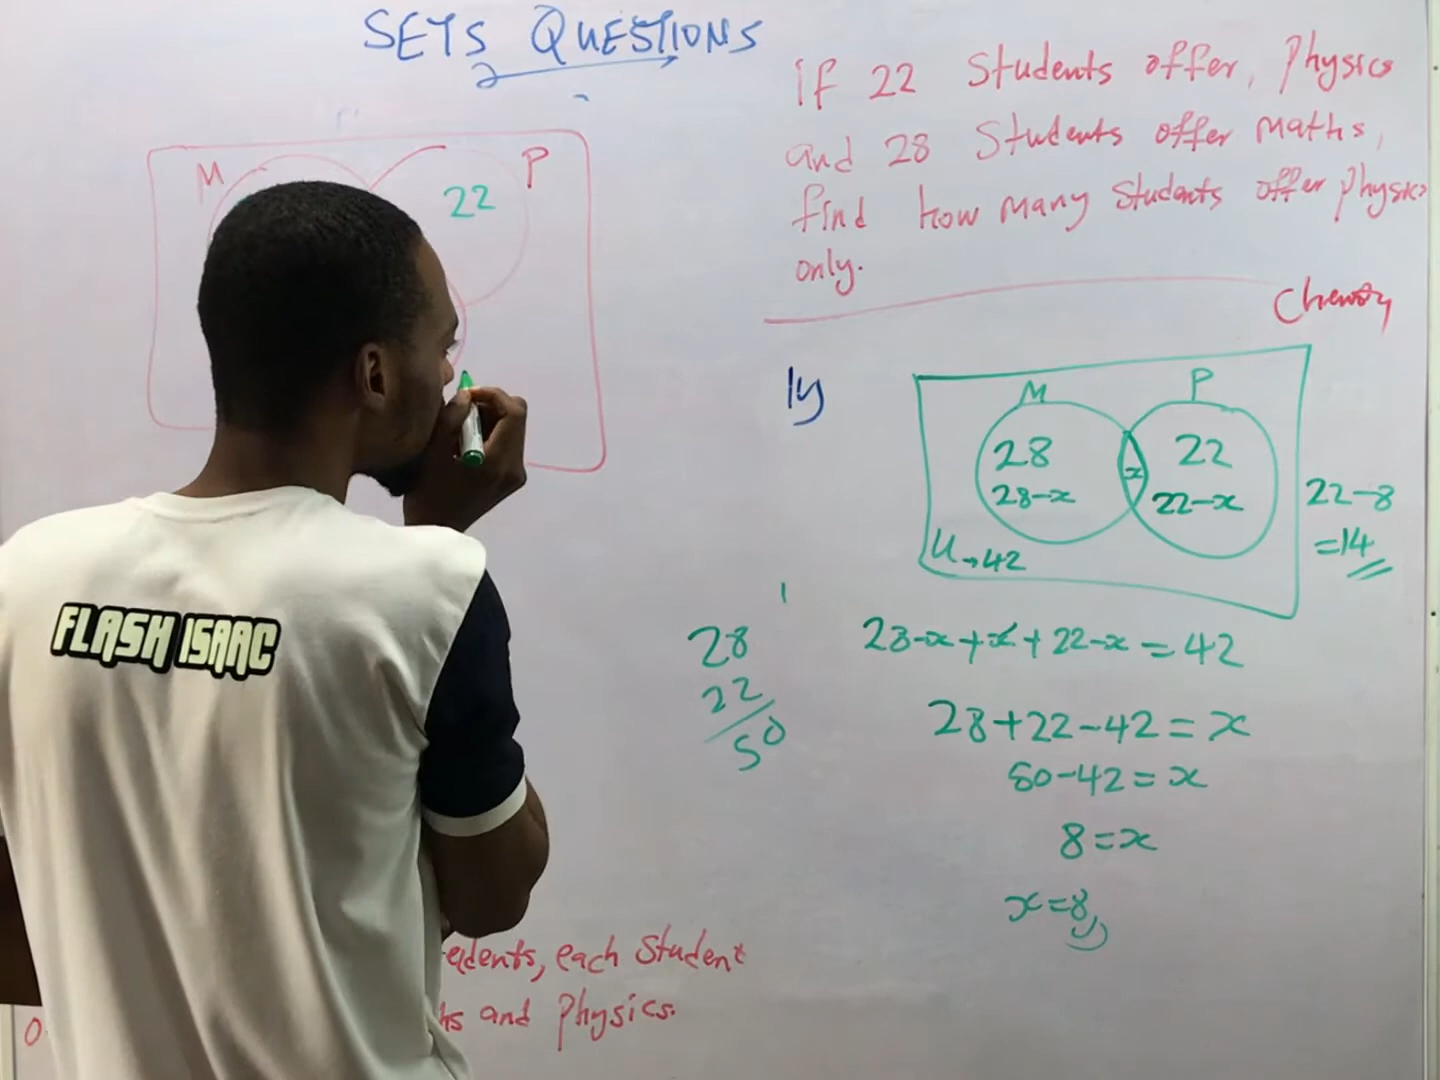 SETS QUESTIONS
If 22 Students offer, Physics
and 28 Students offer maths,
find how many Students offer Physics
only.
M
P
22
Chem
M
P
28
x
22
28-x
22-x
U→42
22-8
=14
28
22
50
28-x+x+22-x=42
28+22-42=x
50-42=x
8=x
x=8
FLASH ISAAC
udents, each Student
hs and Physics.